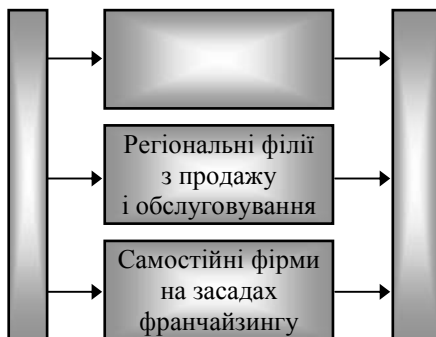 Регіональні філії
з продажу
і обслуговування
Самостійні фірми
на засадах
франчайзингу